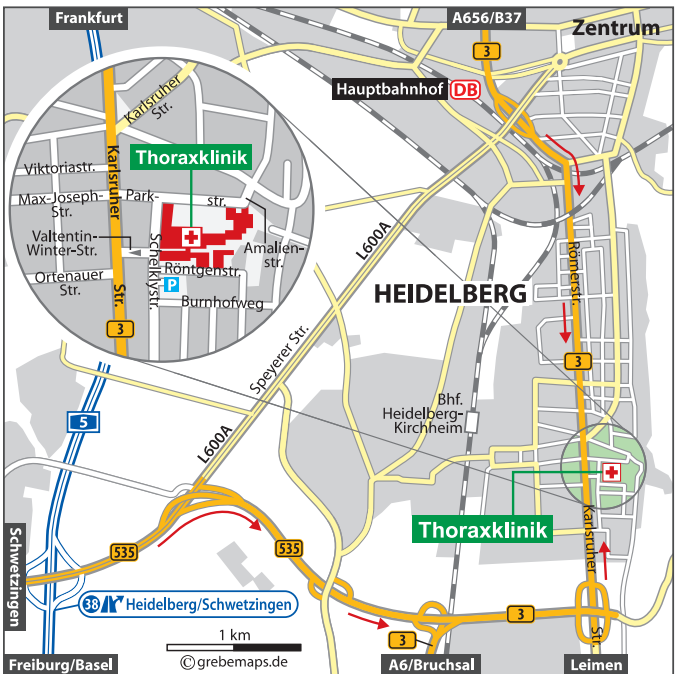 Frankfurt
A656/B37
Zentrum
3
Hauptbahnhof DB
Karlsruher
Str.
Karlsruher
Thoraxklinik
Viktoriastr.
Max-Joseph-
Str.
Park-
str.
Valtentin-
Winter-Str.
Amalien-
str.
Schelklystr.
Ortenauer
Str.
Röntgenstr.
P
Burnhofweg
Str.
3
L600A
Römerstr.
HEIDELBERG
3
Speyerer Str.
Bhf.
Heidelberg-
Kirchheim
5
L600A
Thoraxklinik
Karlsruher
Schwetzingen
535
535
38 Heidelberg/Schwetzingen
3
3
Str.
1 km
© grebemaps.de
Freiburg/Basel
A6/Bruchsal
Leimen